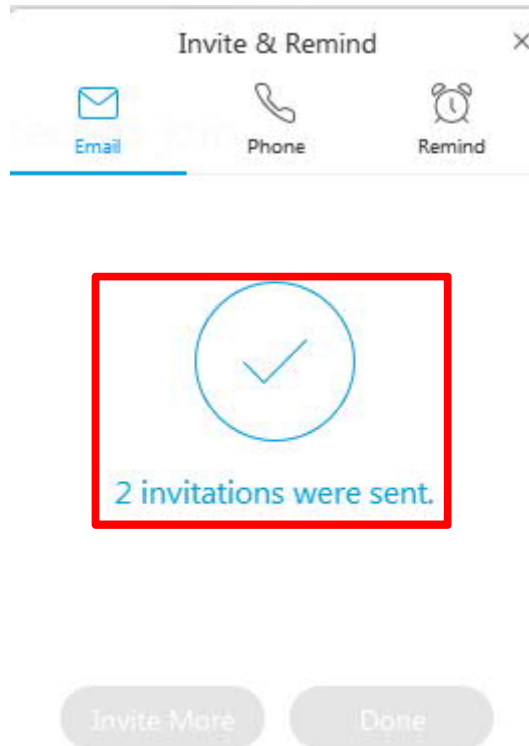 Invite & Remind
Email Phone Remind
2 invitations were sent.
Invite More Done